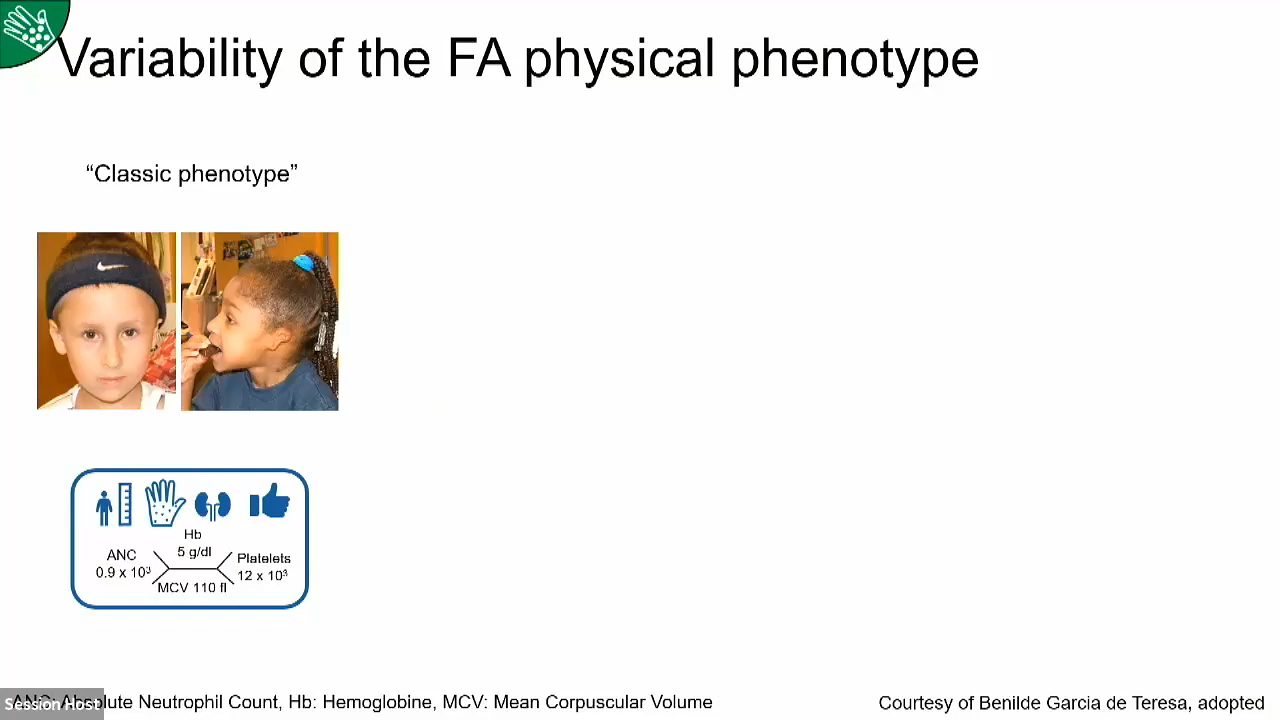 Variability of the FA physical phenotype
“Classic phenotype”
Hb
5 g/dl
ANC
0.9 x 10³
Platelets
12 x 10³
MCV 110 fl
ANC: Absolute Neutrophil Count, Hb: Hemoglobine, MCV: Mean Corpuscular Volume
Session Host
Courtesy of Benilde Garcia de Teresa, adopted